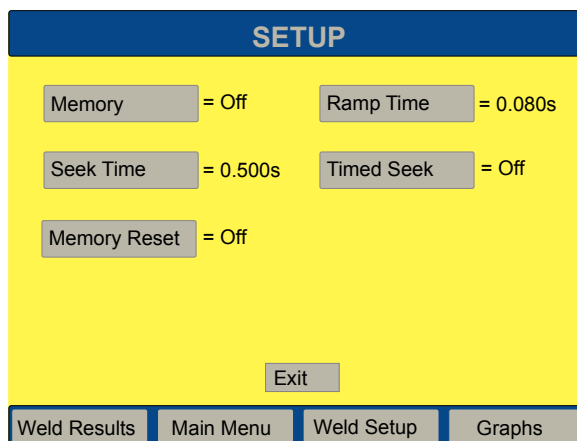 SETUP
Memory = Off Ramp Time = 0.080s
Seek Time = 0.500s Timed Seek = Off
Memory Reset = Off
Exit
Weld Results Main Menu Weld Setup Graphs